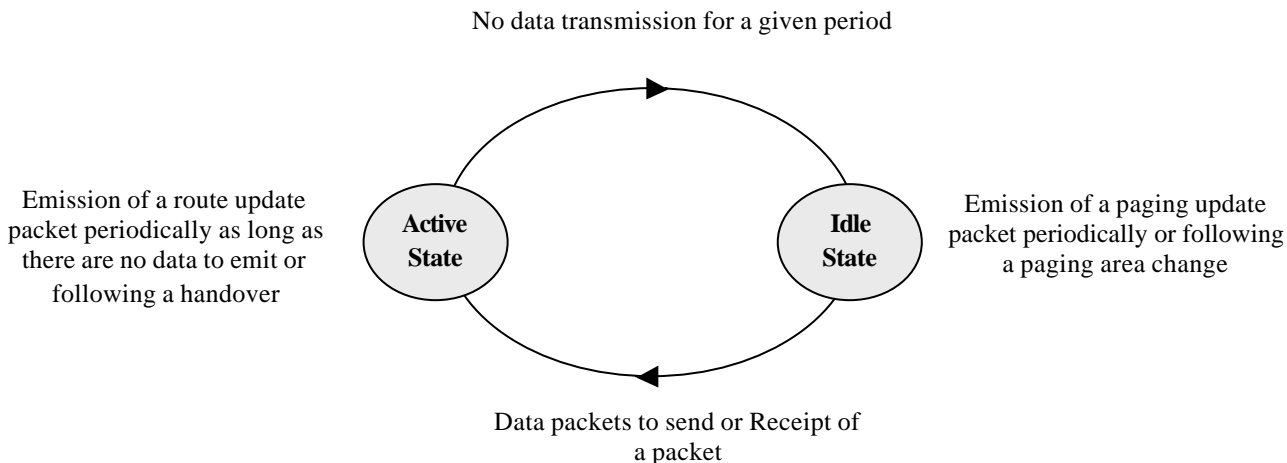 No data transmission for a given period
Emission of a route update
packet periodically as long as
there are no data to emit or
following a handover
Active
State
Idle
State
Emission of a paging update
packet periodically or following
a paging area change
Data packets to send or Receipt of
a packet